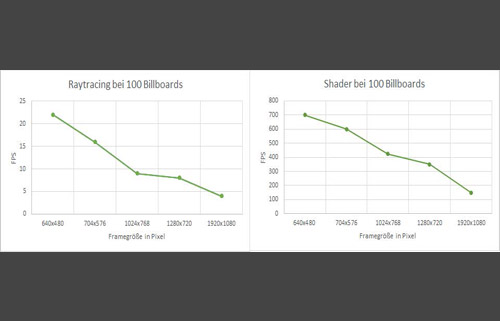 Raytracing bei 100 Billboards
25
20
15
10
5
0
FPS
640x480 704x576 1024x768 1280x720 1920x1080
Framegröße in Pixel
Shader bei 100 Billboards
800
700
600
500
400
300
200
100
0
FPS
640x480 704x576 1024x768 1280x720 1920x1080
Framegröße in Pixel